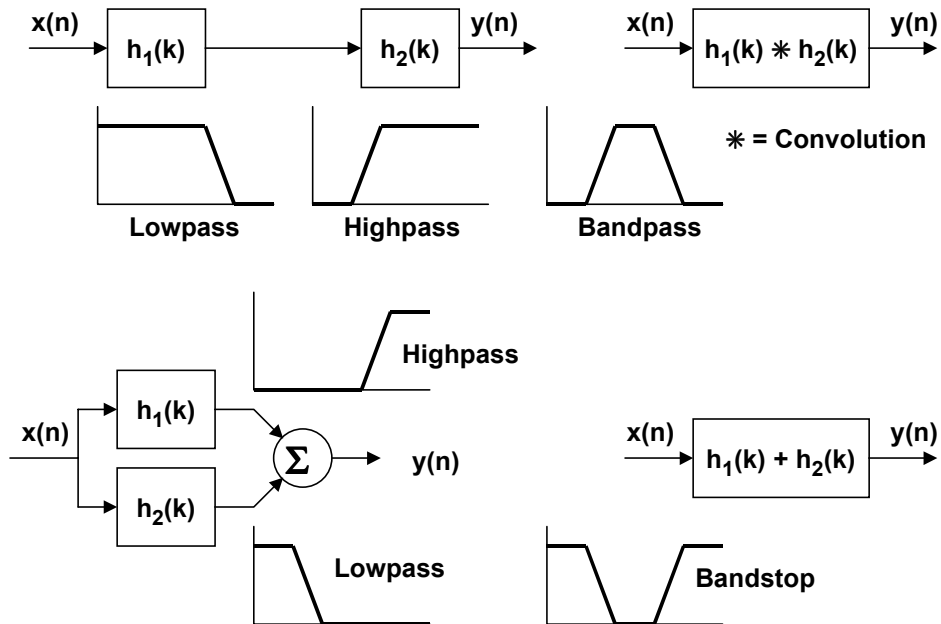 x(n)
h1(k)
h2(k)
y(n)
x(n)
h1(k) ∗ h2(k)
y(n)
∗ = Convolution
Lowpass
Highpass
Bandpass
Highpass
x(n)
h1(k)
h2(k)
Σ
y(n)
x(n)
h1(k) + h2(k)
y(n)
Lowpass
Bandstop